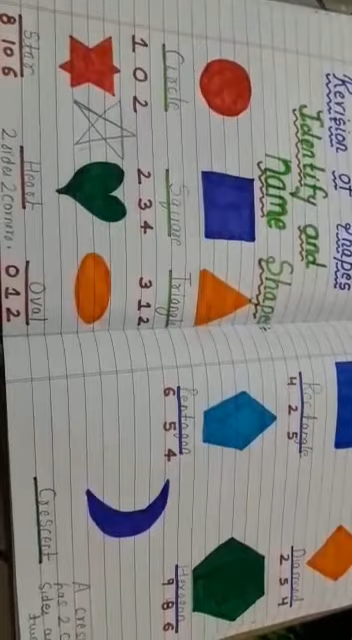 Revision of shapes
Identify and
Name Shapes
Circle Square Triangle
1 0 2 2 3 4 3 1 2
Star Heart Oval
8 10 6 2 sides 2 corners. 0 1 2
Rectangle Diamond
4 2 5 2 5 4
Pentagon Hexagon
6 5 4 9 8 6
Crescent
A cres
has 2 c
sides